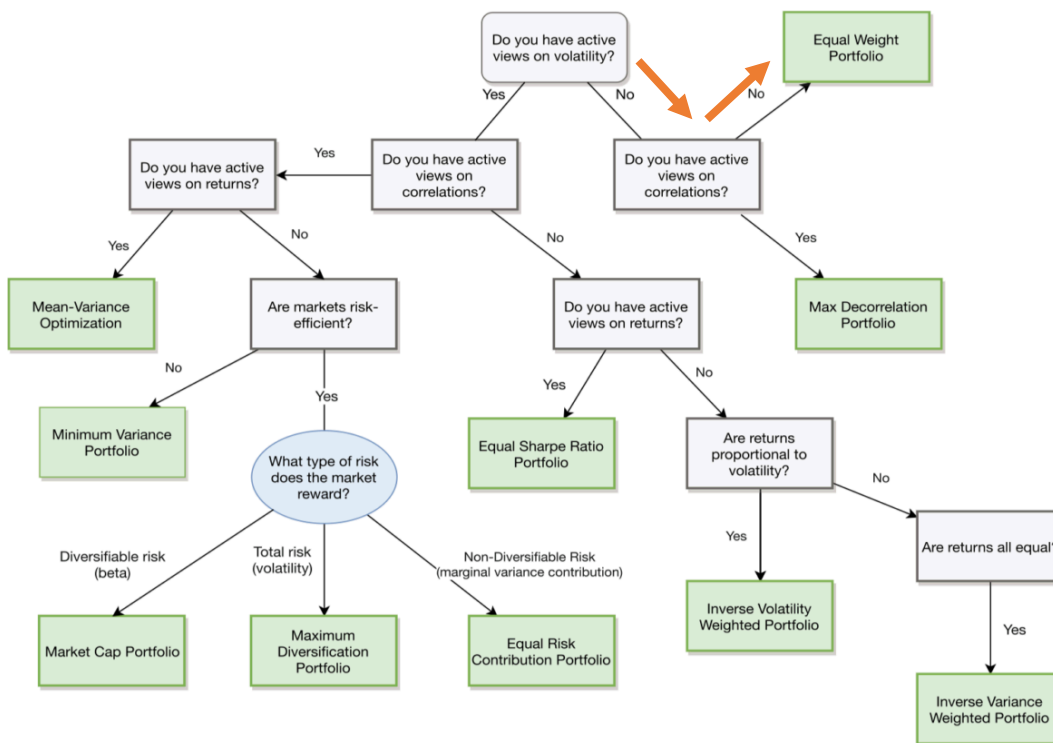 Do you have active
views on volatility?
Equal Weight
Portfolio
Yes
No
No
Do you have active
views on returns?
Yes
Do you have active
views on
correlations?
Do you have active
views on
correlations?
Yes
No
No
Yes
Mean-Variance
Optimization
Are markets risk-
efficient?
Do you have active
views on returns?
Max Decorrelation
Portfolio
No
Yes
Yes
No
Minimum Variance
Portfolio
What type of risk
does the market
reward?
Equal Sharpe Ratio
Portfolio
Are returns
proportional to
volatility?
No
Diversifiable risk
(beta)
Total risk
(volatility)
Non-Diversifiable Risk
(marginal variance contribution)
Yes
Are returns all equal?
Market Cap Portfolio
Maximum
Diversification
Portfolio
Equal Risk
Contribution Portfolio
Inverse Volatility
Weighted Portfolio
Yes
Inverse Variance
Weighted Portfolio